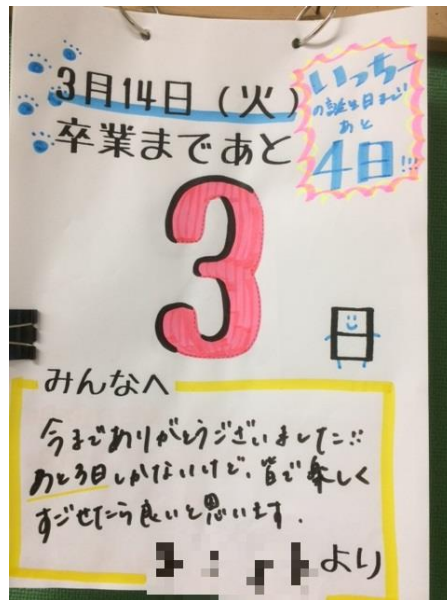 3月14日(火)
卒業まであと
いっちー
の誕生日まで
あと
4日!!!
3
日
みんなへ
今までありがとうございました:!
あと3日しかないけど、皆で楽しく
すごせたら良いと思います.
より